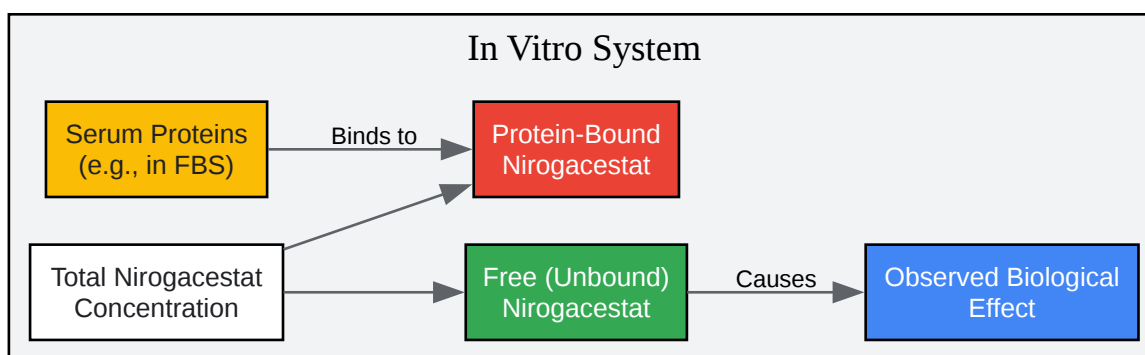 In Vitro System
Serum Proteins
(e.g., in FBS)
Binds to
Protein-Bound
Nirogacestat
Total Nirogacestat
Concentration
Free (Unbound)
Nirogacestat
Causes
Observed Biological
Effect